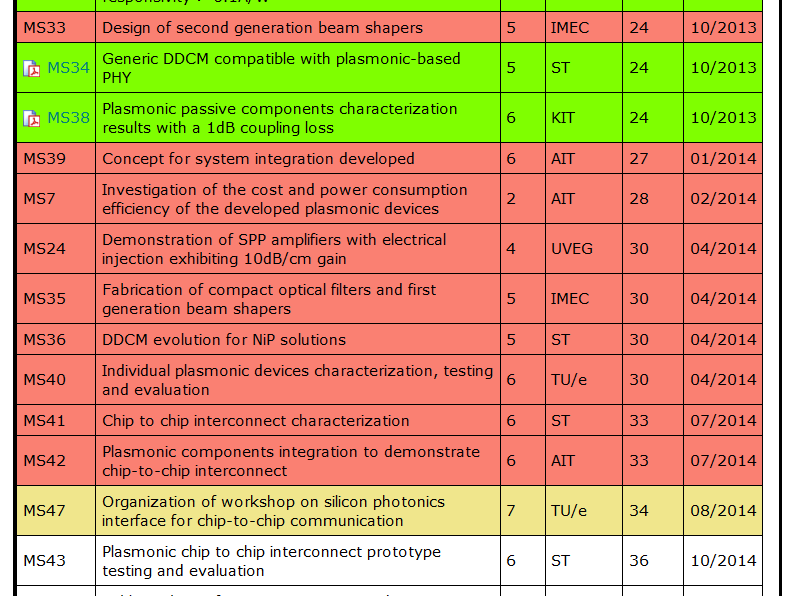 MS33 Design of second generation beam shapers 5 IMEC 24 10/2013
MS34 Generic DDCM compatible with plasmonic-based
PHY 5 ST 24 10/2013
MS38 Plasmonic passive components characterization
results with a 1dB coupling loss 6 KIT 24 10/2013
MS39 Concept for system integration developed 6 AIT 27 01/2014
MS7 Investigation of the cost and power consumption
efficiency of the developed plasmonic devices 2 AIT 28 02/2014
MS24 Demonstration of SPP amplifiers with electrical
injection exhibiting 10dB/cm gain 4 UVEG 30 04/2014
MS35 Fabrication of compact optical filters and first
generation beam shapers 5 IMEC 30 04/2014
MS36 DDCM evolution for NiP solutions 5 ST 30 04/2014
MS40 Individual plasmonic devices characterization, testing
and evaluation 6 TU/e 30 04/2014
MS41 Chip to chip interconnect characterization 6 ST 33 07/2014
MS42 Plasmonic components integration to demonstrate
chip-to-chip interconnect 6 AIT 33 07/2014
MS47 Organization of workshop on silicon photonics
interface for chip-to-chip communication 7 TU/e 34 08/2014
MS43 Plasmonic chip to chip interconnect prototype
testing and evaluation 6 ST 36 10/2014